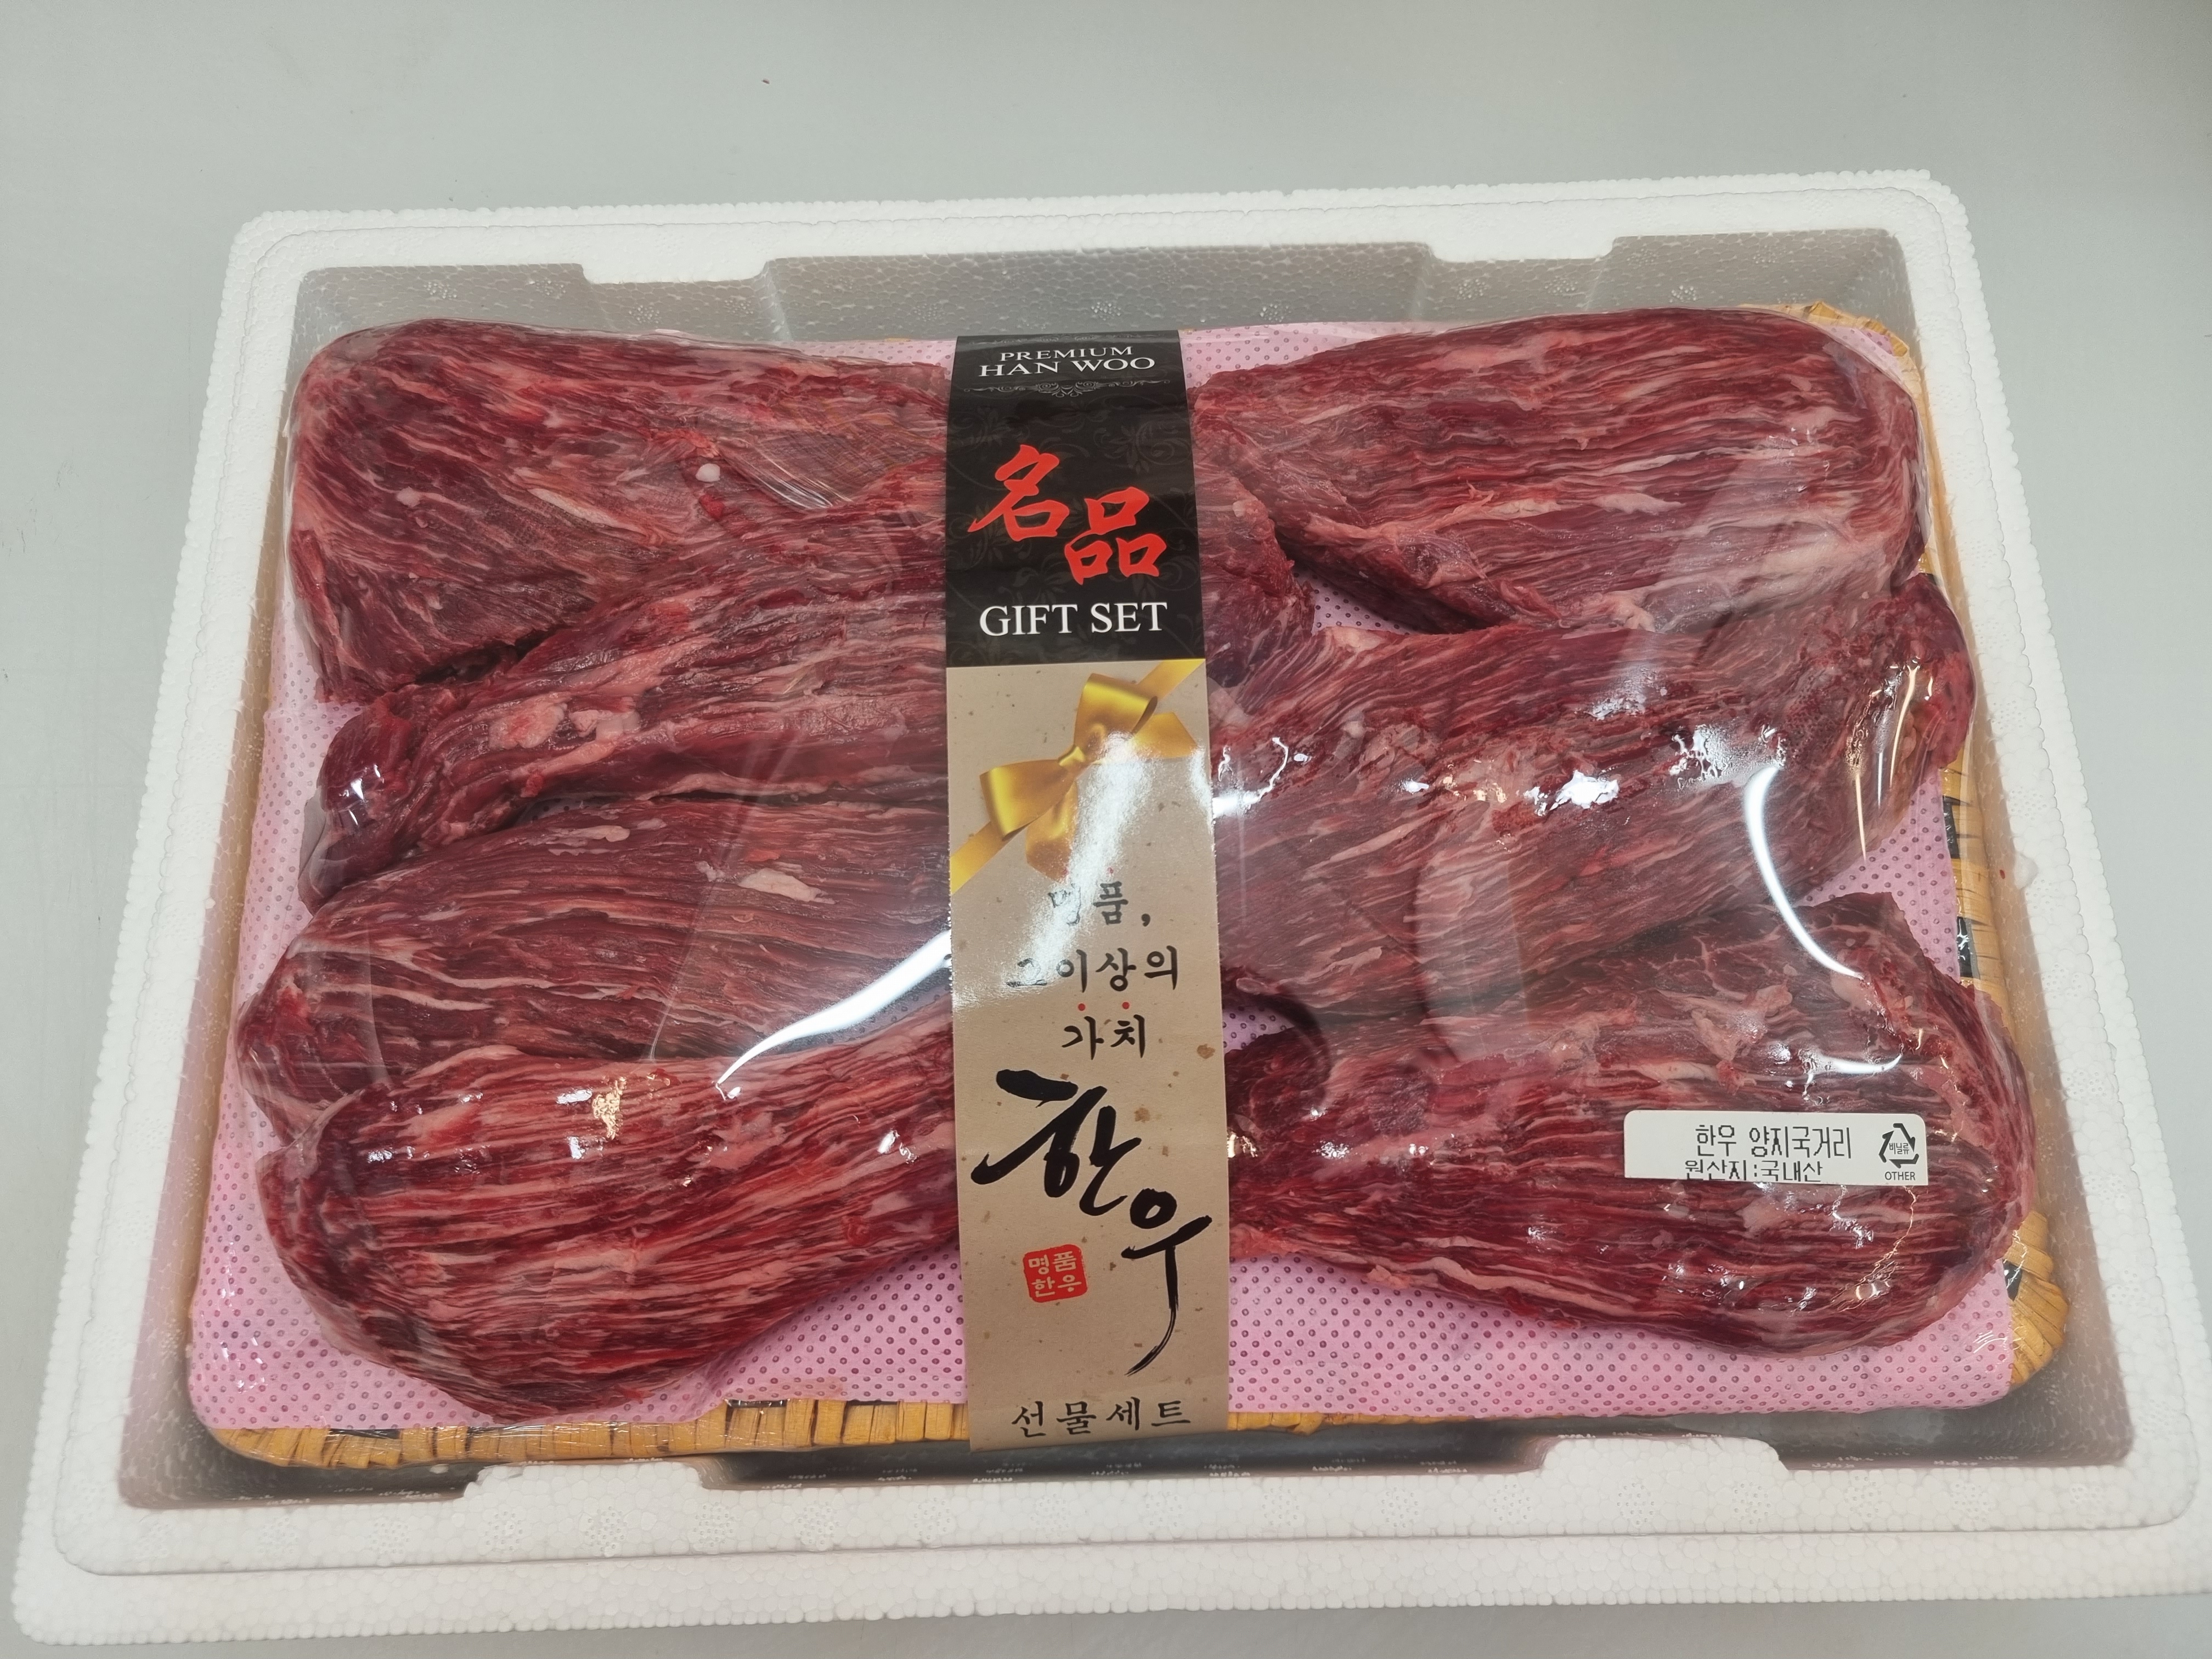 PREMIUM
HAN WOO
名品
GIFT SET
명품,
그이상의
가치
한우
명품
한우
선물세트
한우 양지국거리
원산지:국내산
비닐류
OTHER